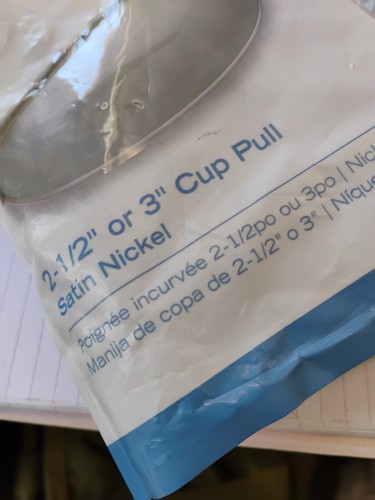 2-1/2" or 3" Cup Pull
Satin Nickel
Poignée incurvée 2-1/2po ou 3po | Nick
Manija de copa de 2-1/2" o 3" | Níque